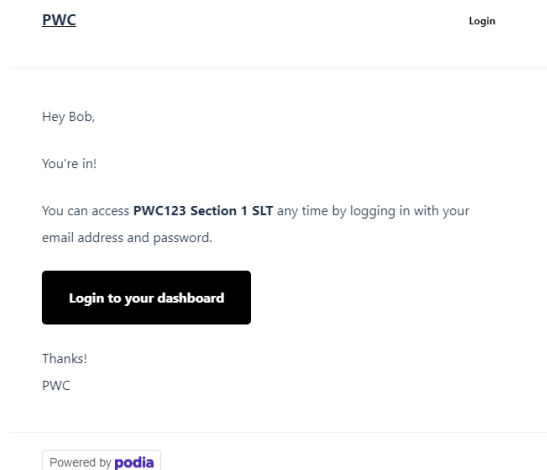 PWC
Login
Hey Bob,
You're in!
You can access PWC123 Section 1 SLT any time by logging in with your
email address and password.
Login to your dashboard
Thanks!
PWC
Powered by podia